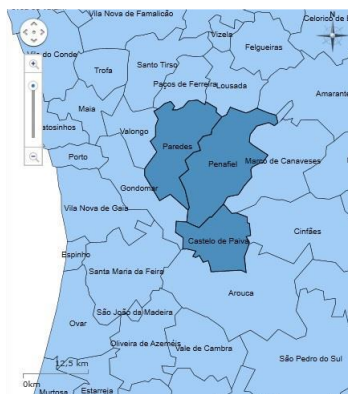 Vila Nova de Famalicão
Celorico de B
Vizela
Felgueiras
Vila do Conde
Santo Tirso
Trofa
Paços de Ferreira
Lousada
Amarante
Maia
Matosinhos
Valongo
Paredes
Penafiel
Marco de Canaveses
Porto
Gondomar
Vila Nova de Gaia
Castelo de Paiva
Cinfães
Espinho
Santa Maria da Feira
Arouca
São João da Madeira
Ovar
Oliveira de Azeméis
Vale de Cambra
São Pedro do Sul
12,5 km
0km
Murtosa
Estarreja